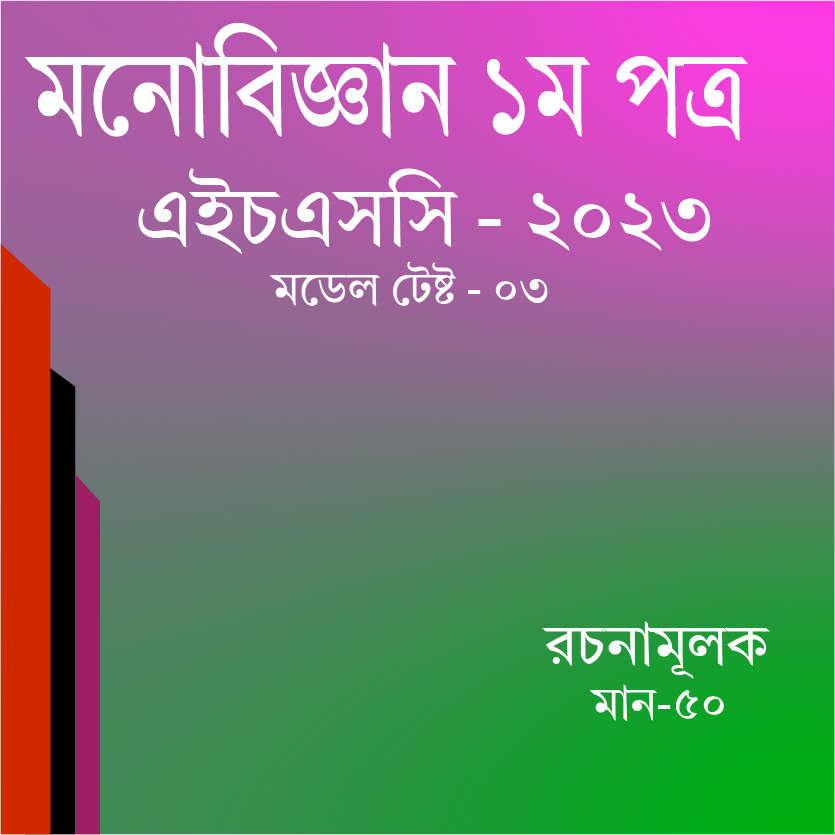 মনোবিজ্ঞান ১ম পত্র
এইচএসসি - ২০২৩
মডেল টেষ্ট - ০৩
রচনামূলক
মান-৫০